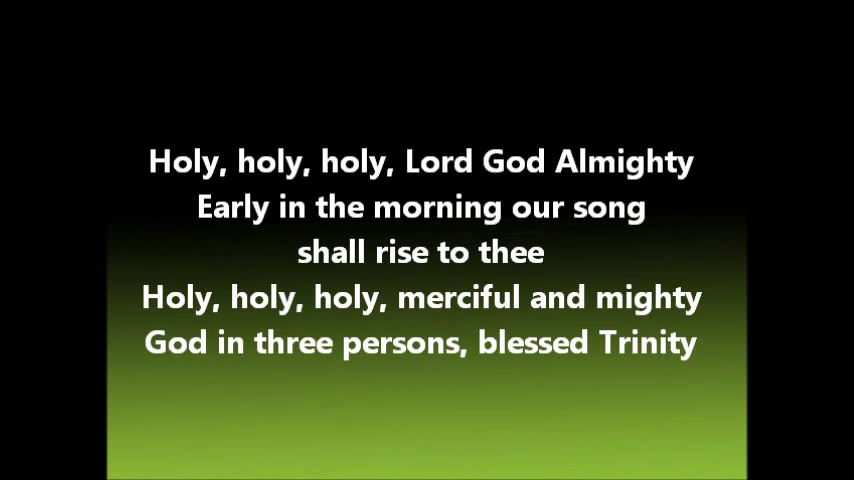 Holy, holy, holy, Lord God Almighty
Early in the morning our song
shall rise to thee
Holy, holy, holy, merciful and mighty
God in three persons, blessed Trinity